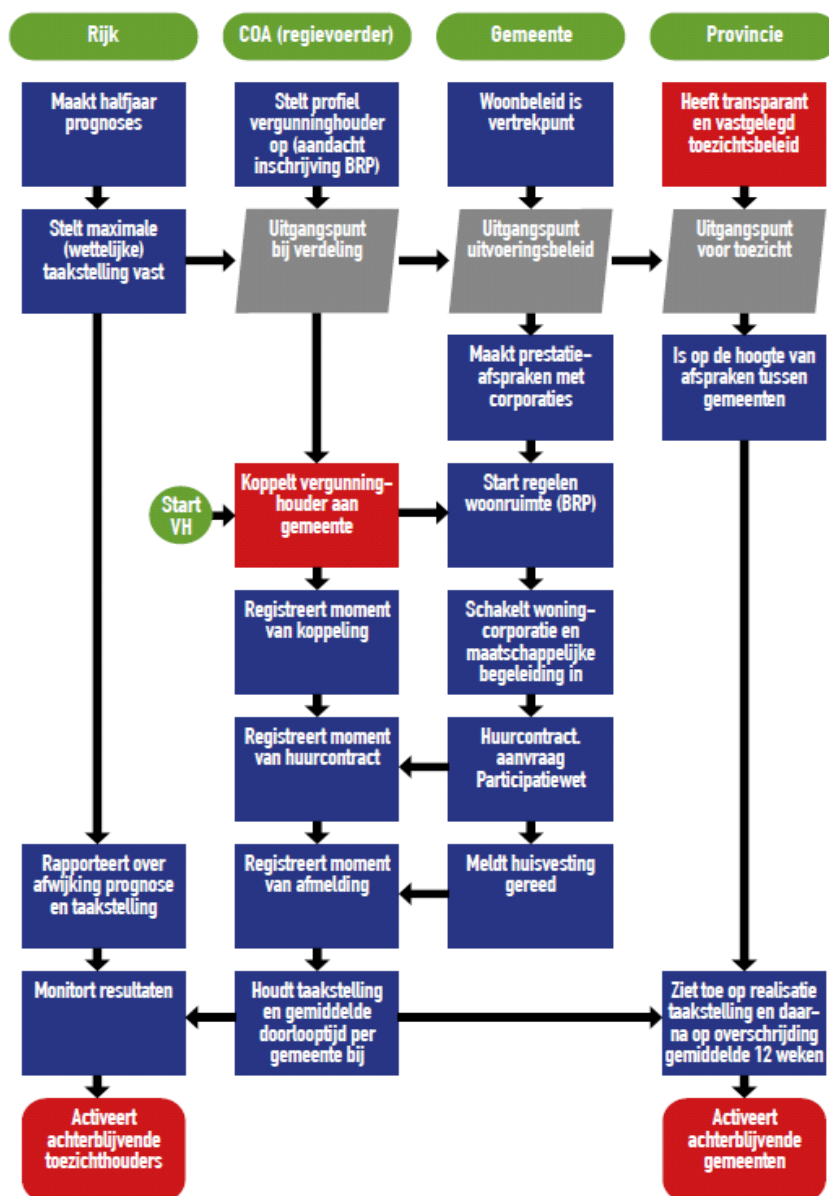 Rijk
COA (regievoerder)
Gemeente
Provincie
Maakt halfjaar
prognoses
Stelt profiel
vergunninghouder
op (aandacht
inschrijving BRP)
Woonbeleid is
vertrekpunt
Heeft transparant
en vastgelegd
toezichtsbeleid
Stelt maximale
(wettelijke)
taakstelling vast
Uitgangspunt
bij verdeling
Uitgangspunt
uitvoeringsbeleid
Uitgangspunt
voor toezicht
Maakt prestatie-
afspraken met
corporaties
Is op de hoogte van
afspraken tussen
gemeenten
Start
VH
Koppelt vergunning-
houder aan
gemeente
Start regelen
woonruimte (BRP)
Registreert moment
van koppeling
Schakelt woning-
corporatie en
maatschappelijke
begeleiding in
Registreert moment
van huurcontract
Huurcontract.
aanvraag
Participatiewet
Rapporteert over
afwijking prognose
en taakstelling
Registreert moment
van afmelding
Meldt huisvesting
gereed
Monitort resultaten
Houdt taakstelling
en gemiddelde
doorlooptijd per
gemeente bij
Ziet toe op realisatie
taakstelling en daar-
na op overschrijding
gemiddelde 12 weken
Activeert
achterblijvende
toezichthouders
Activeert
achterblijvende
gemeenten